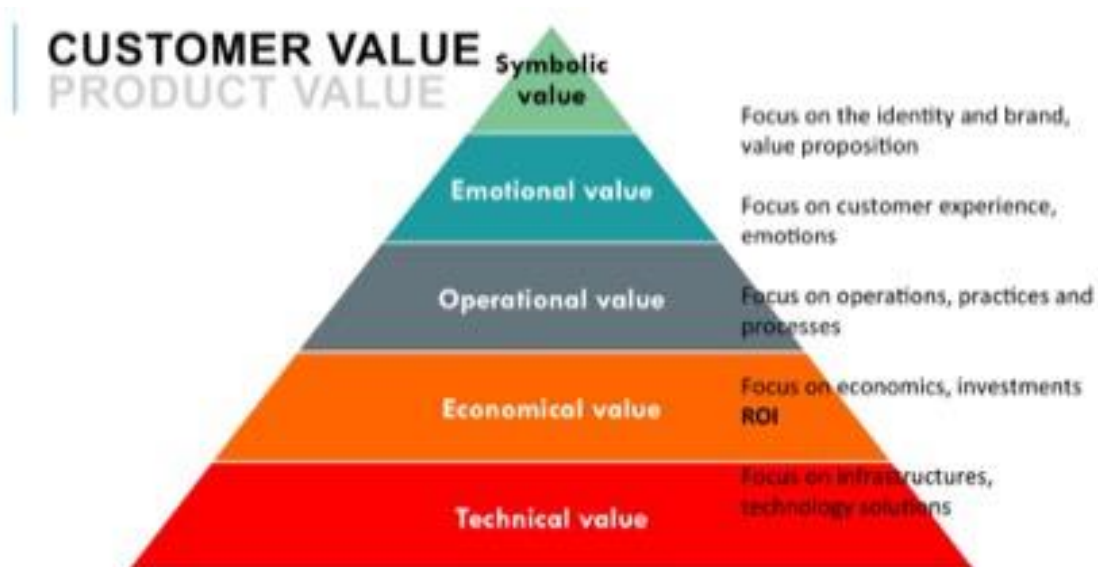 CUSTOMER VALUE
PRODUCT VALUE
Symbolic
value
Focus on the identity and brand,
value proposition
Emotional value
Focus on customer experience,
emotions
Operational value
Focus on operations, practices and
processes
Economical value
Focus on economics, investments
ROI
Technical value
Focus on infrastructures,
technology solutions